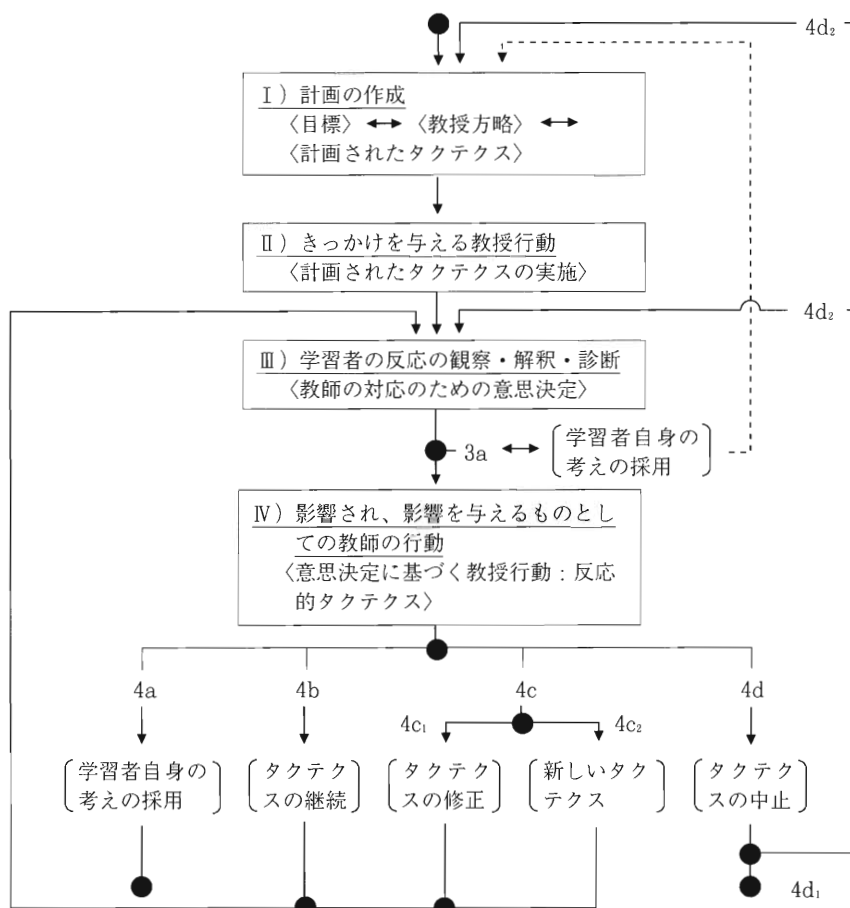 4d₂
Ⅰ）計画の作成
〈目標〉 ⟷ 〈教授方略〉 ⟷
〈計画されたタクテクス〉
Ⅱ）きっかけを与える教授行動
〈計画されたタクテクスの実施〉
4d₂
Ⅲ）学習者の反応の観察・解釈・診断
〈教師の対応のための意思決定〉
3a ⟷ 〔学習者自身の
考えの採用〕
Ⅳ）影響され、影響を与えるものとし
ての教師の行動
〈意思決定に基づく教授行動：反応
的タクテクス〉
4a 4b 4c 4d
4c₁ 4c₂
〔学習者自身の
考えの採用〕
〔タクテク
スの継続〕
〔タクテク
スの修正〕
〔新しいタク
テクス〕
〔タクテク
スの中止〕
4d₁